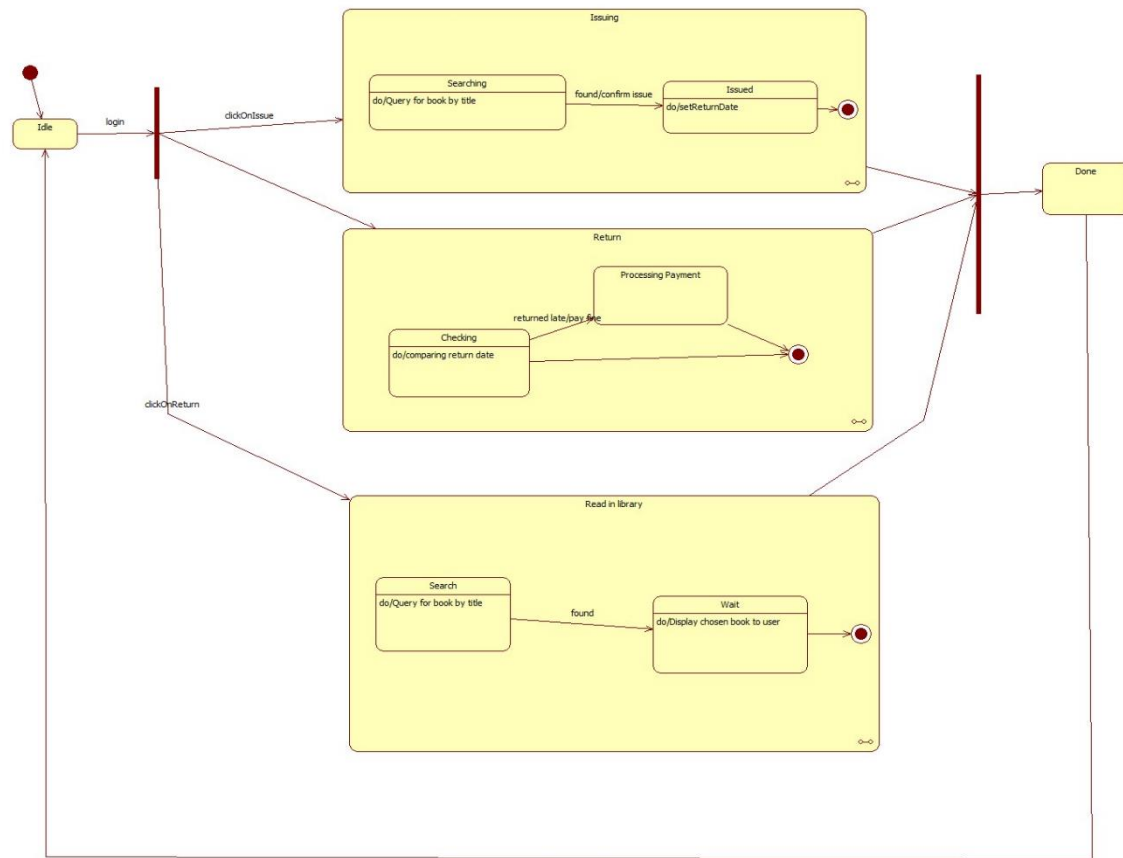 Issuing
Searching
do/Query for book by title
found/confirm issue
Issued
do/setReturnDate
Idle
login
clickOnIssue
Done
Return
Processing Payment
returned late/pay fine
Checking
do/comparing return date
clickOnReturn
Read in library
Search
do/Query for book by title
found
Wait
do/Display chosen book to user